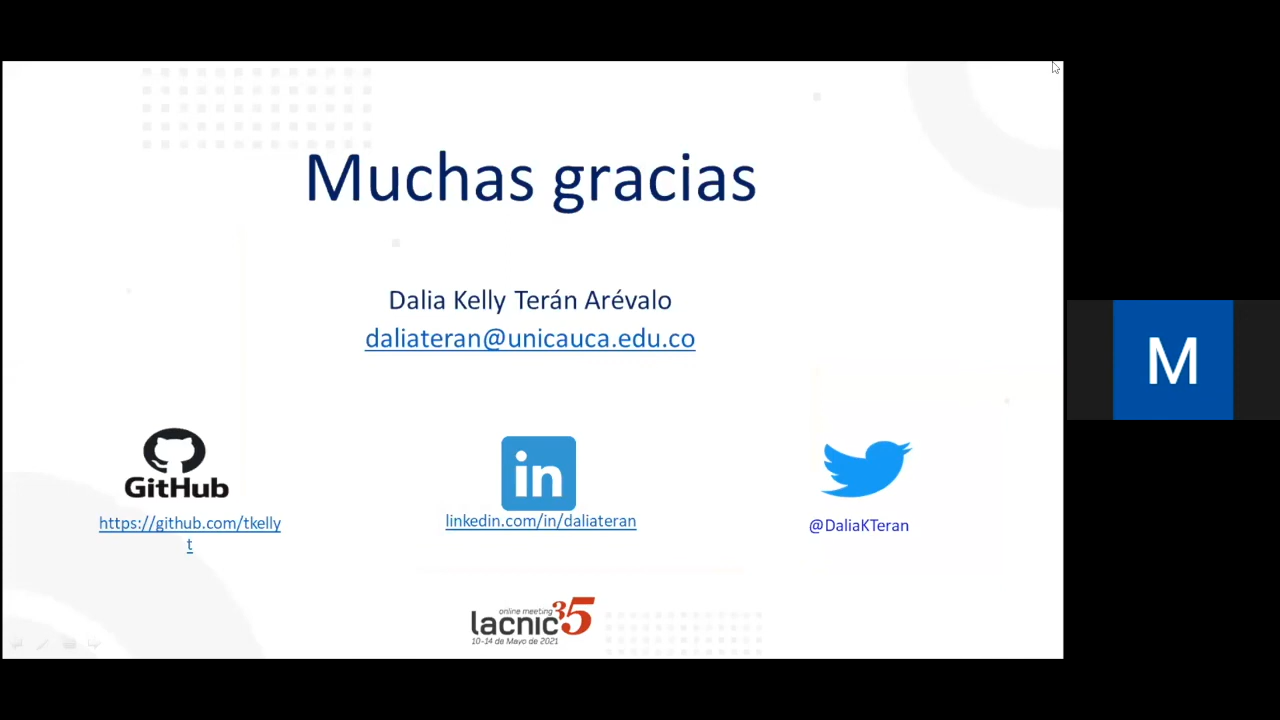 Muchas gracias
Dalia Kelly Terán Arévalo
daliateran@unicauca.edu.co
GitHub
https://github.com/tkelly
t
in
linkedin.com/in/daliateran
@DaliaKTeran
online meeting
lacnic35
10-14 de Mayo de 2021
M